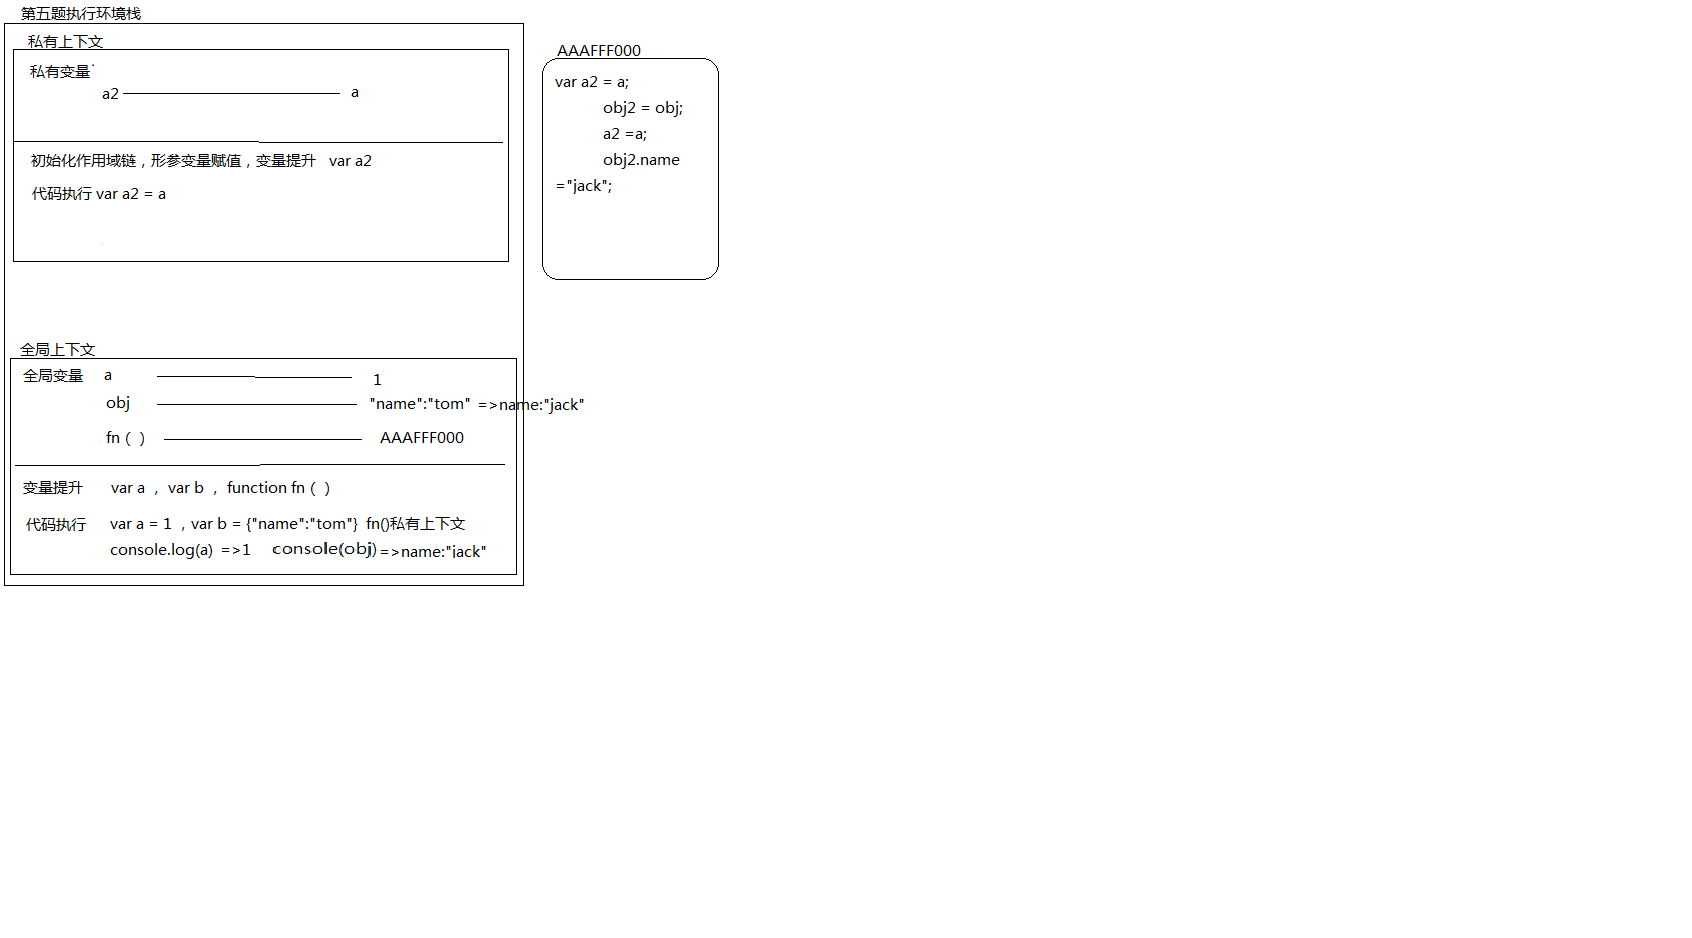 第五题执行环境栈
私有上下文
私有变量
a2 a
初始化作用域链，形参变量赋值，变量提升 var a2
代码执行 var a2 = a
AAAFFF000
var a2 = a;
obj2 = obj;
a2 =a;
obj2.name
="jack";
全局上下文
全局变量 a 1
obj "name":"tom" =>name:"jack"
fn（ ） AAAFFF000
变量提升 var a ， var b ， function fn（ ）
代码执行 var a = 1 ，var b = {"name":"tom"} fn()私有上下文
console.log(a) =>1 console(obj) =>name:"jack"